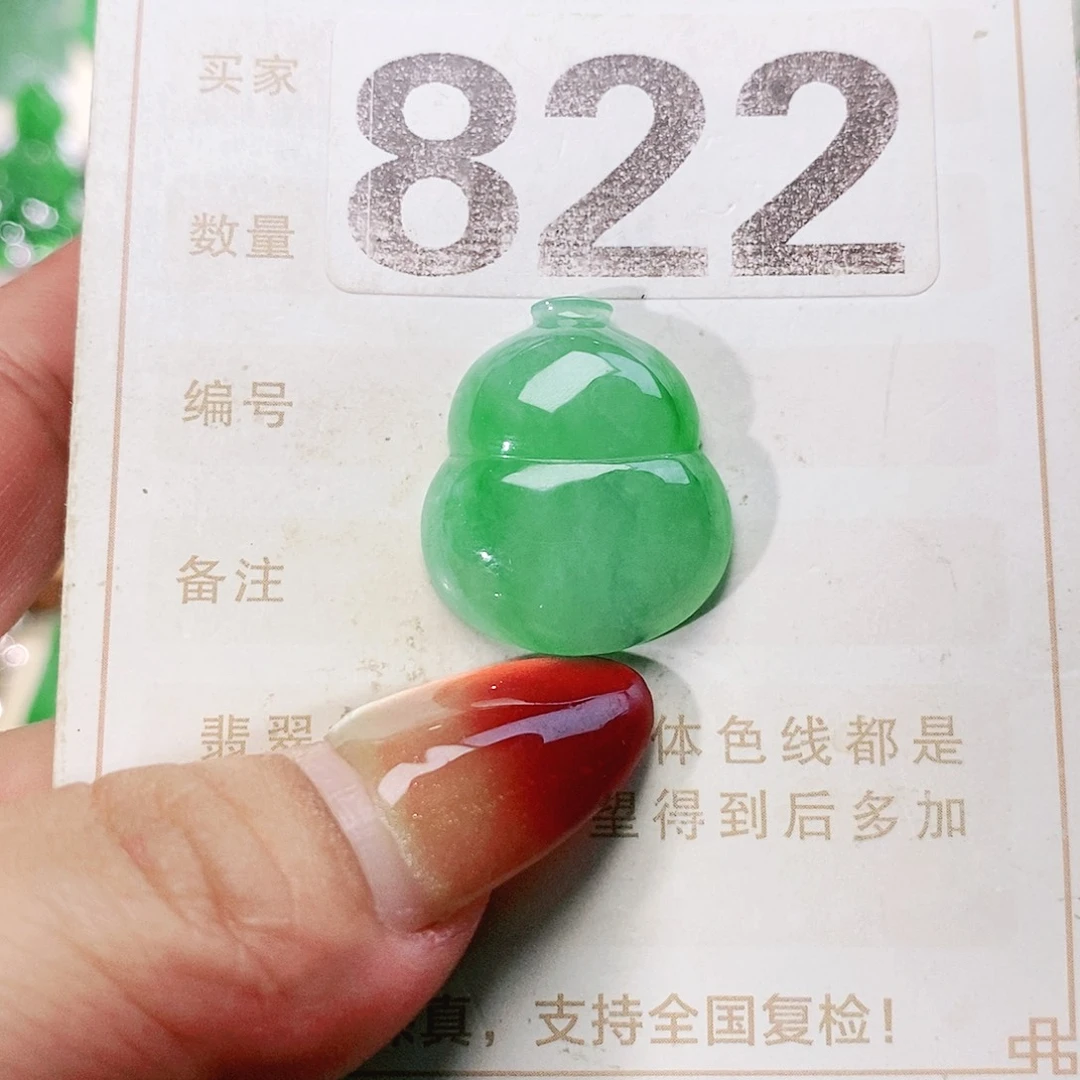 买家 822
数量
编号
备注
翡翠 体色线都是
望得到后多加
真，支持全国复检！